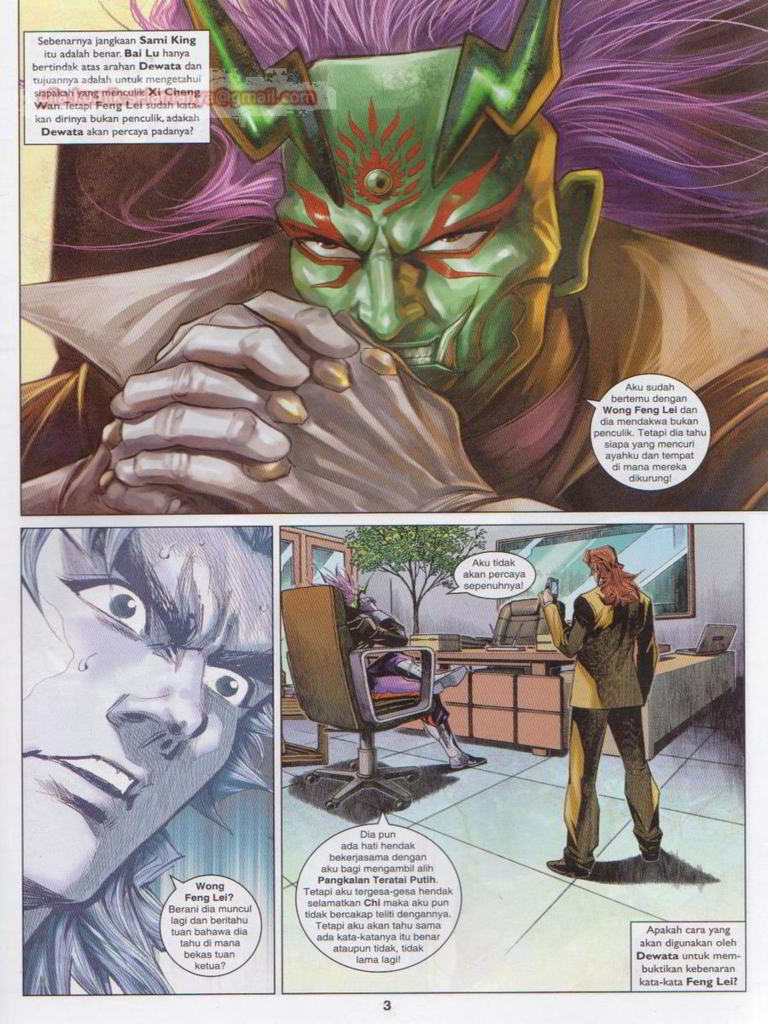 Sebenarnya jangkaan Sami King
itu adalah benar. Bai Lu hanya
bertindak atas arahan Dewata dan
tujuannya adalah untuk mengetahui
siapakah yang menculik Xi Cheng
Wan. Tetapi Feng Lei sudah kata-
kan dirinya bukan penculik, adakah
Dewata akan percaya padanya?
@gmail.com
Aku sudah
bertemu dengan
Wong Feng Lei dan
dia mendakwa bukan
penculik. Tetapi dia tahu
siapa yang mencuri
ayahku dan tempat
di mana mereka
dikurung!
Wong
Feng Lei?
Berani dia muncul
lagi dan beritahu
tuan bahawa dia
tahu di mana
bekas tuan
ketua?
Aku tidak
akan percaya
sepenuhnya!
Dia pun
ada hati hendak
bekerjasama dengan
aku bagi mengambil alih
Pangkalan Teratai Putih.
Tetapi aku tergesa-gesa hendak
selamatkan Chi maka aku pun
tidak bercakap teliti dengannya.
Tetapi aku akan tahu sama
ada kata-katanya itu benar
ataupun tidak, tidak
lama lagi!
Apakah cara yang
akan digunakan oleh
Dewata untuk mem-
buktikan kebenaran
kata-kata Feng Lei?
3